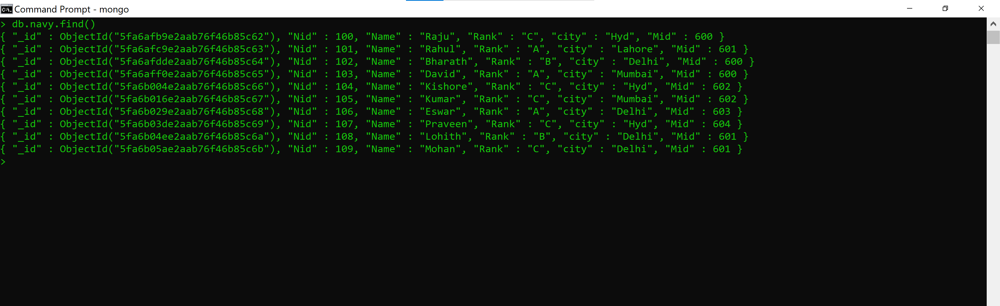 Command Prompt - mongo
> db.navy.find()
{ "_id" : ObjectId("5fa6afb9e2aab76f46b85c62"), "Nid" : 100, "Name" : "Raju", "Rank" : "C", "city" : "Hyd", "Mid" : 600 }
{ "_id" : ObjectId("5fa6afc9e2aab76f46b85c63"), "Nid" : 101, "Name" : "Rahul", "Rank" : "A", "city" : "Lahore", "Mid" : 601 }
{ "_id" : ObjectId("5fa6afdde2aab76f46b85c64"), "Nid" : 102, "Name" : "Bharath", "Rank" : "B", "city" : "Delhi", "Mid" : 600 }
{ "_id" : ObjectId("5fa6aff0e2aab76f46b85c65"), "Nid" : 103, "Name" : "David", "Rank" : "A", "city" : "Mumbai", "Mid" : 600 }
{ "_id" : ObjectId("5fa6b004e2aab76f46b85c66"), "Nid" : 104, "Name" : "Kishore", "Rank" : "C", "city" : "Hyd", "Mid" : 602 }
{ "_id" : ObjectId("5fa6b016e2aab76f46b85c67"), "Nid" : 105, "Name" : "Kumar", "Rank" : "C", "city" : "Mumbai", "Mid" : 602 }
{ "_id" : ObjectId("5fa6b029e2aab76f46b85c68"), "Nid" : 106, "Name" : "Eswar", "Rank" : "A", "city" : "Delhi", "Mid" : 603 }
{ "_id" : ObjectId("5fa6b03de2aab76f46b85c69"), "Nid" : 107, "Name" : "Praveen", "Rank" : "C", "city" : "Hyd", "Mid" : 604 }
{ "_id" : ObjectId("5fa6b04ee2aab76f46b85c6a"), "Nid" : 108, "Name" : "Lohith", "Rank" : "B", "city" : "Delhi", "Mid" : 601 }
{ "_id" : ObjectId("5fa6b05ae2aab76f46b85c6b"), "Nid" : 109, "Name" : "Mohan", "Rank" : "C", "city" : "Delhi", "Mid" : 601 }
>